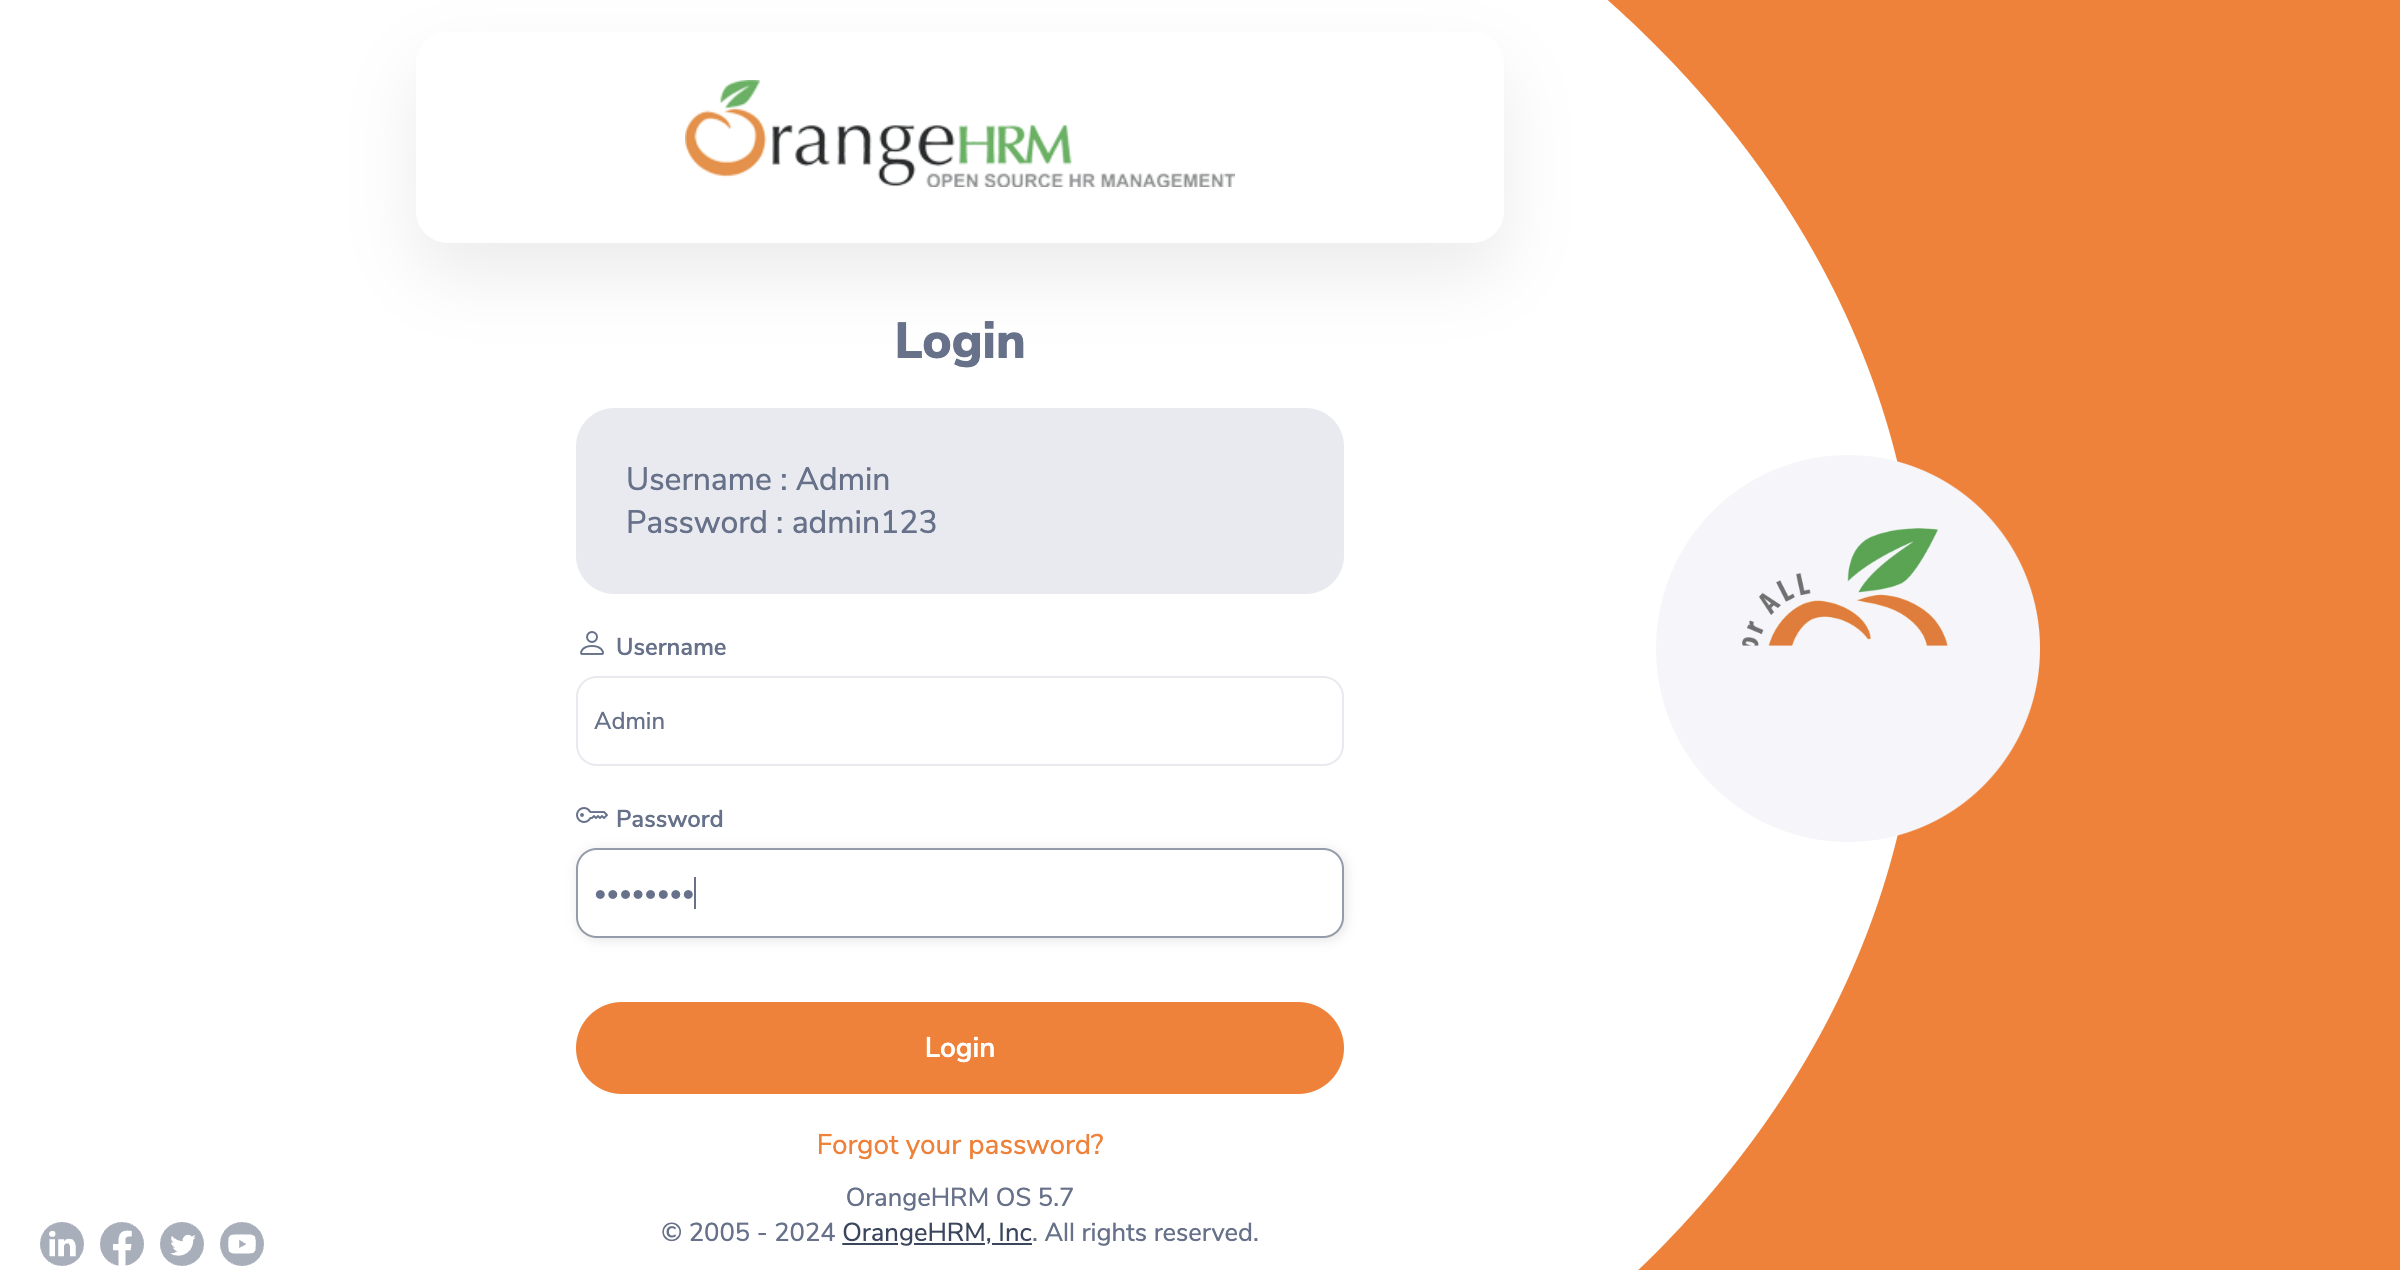 OrangeHRM
OPEN SOURCE HR MANAGEMENT
Login
Username : Admin
Password : admin123
Username
Admin
Password
••••••••
Login
Forgot your password?
OrangeHRM OS 5.7
© 2005 - 2024 OrangeHRM, Inc. All rights reserved.
or ALL
in